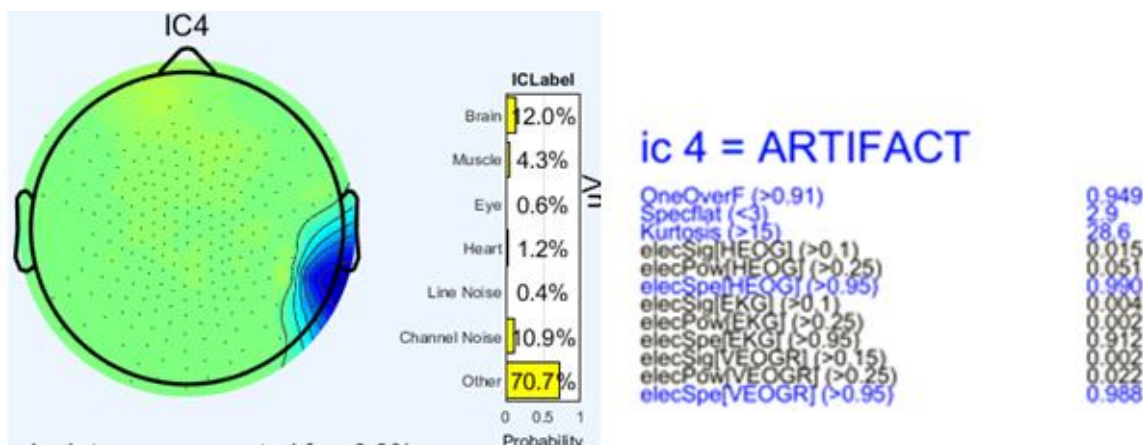 IC4
ICLabel
Brain 12.0%
Muscle 4.3%
Eye 0.6%
Heart 1.2%
Line Noise 0.4%
Channel Noise 10.9%
Other 70.7%
0 0.5 1
Probability
ic 4 = ARTIFACT
OneOverF (>0.91) 0.949
Specflat (<3) 2.9
Kurtosis (>15) 28.6
elecSig[HEOG] (>0.1) 0.015
elecPow[HEOG] (>0.25) 0.051
elecSpe[HEOG] (>0.95) 0.990
elecSig[EKG] (>0.1) 0.004
elecPow[EKG] (>0.25) 0.002
elecSpe[EKG] (>0.95) 0.912
elecSig[VEOGR] (>0.15) 0.002
elecPow[VEOGR] (>0.25) 0.022
elecSpe[VEOGR] (>0.95) 0.988